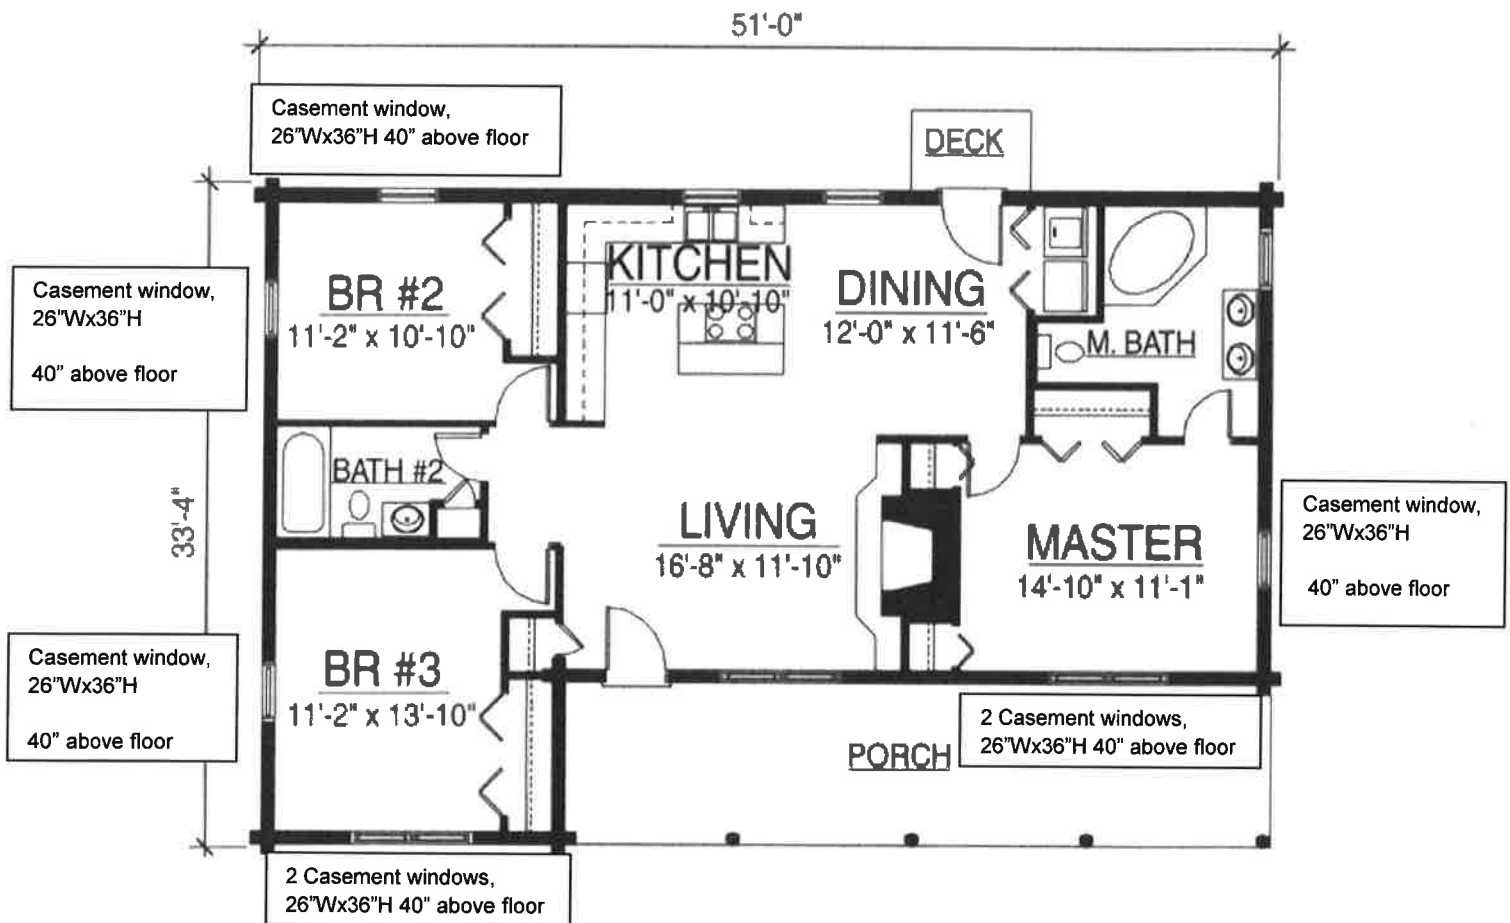 51'-0"
Casement window,
26"Wx36"H 40" above floor
DECK
Casement window,
26"Wx36"H
40" above floor
BR #2
11'-2" x 10'-10"
KITCHEN
11'-0" x 10'-10"
DINING
12'-0" x 11'-6"
M. BATH
BATH #2
33'-4"
LIVING
16'-8" x 11'-10"
MASTER
14'-10" x 11'-1"
Casement window,
26"Wx36"H
40" above floor
Casement window,
26"Wx36"H
40" above floor
BR #3
11'-2" x 13'-10"
PORCH
2 Casement windows,
26"Wx36"H 40" above floor
2 Casement windows,
26"Wx36"H 40" above floor